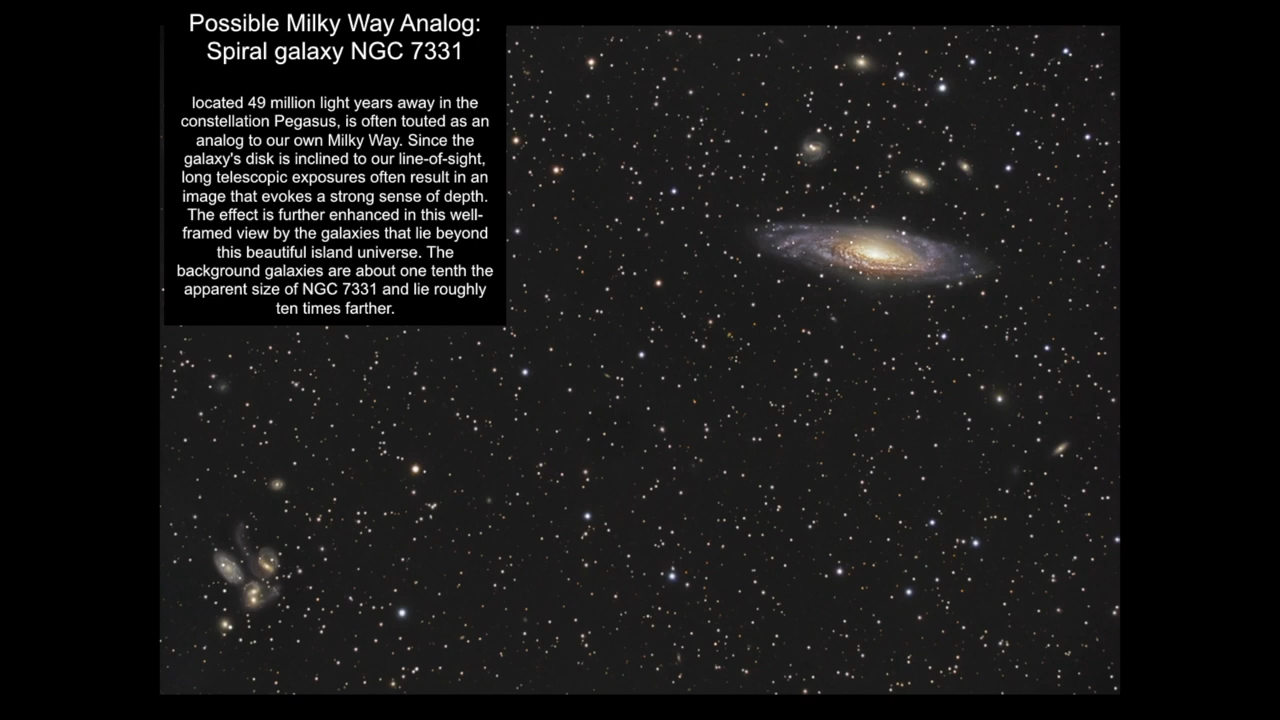 Possible Milky Way Analog:
Spiral galaxy NGC 7331
located 49 million light years away in the
constellation Pegasus, is often touted as an
analog to our own Milky Way. Since the
galaxy's disk is inclined to our line-of-sight,
long telescopic exposures often result in an
image that evokes a strong sense of depth.
The effect is further enhanced in this well-
framed view by the galaxies that lie beyond
this beautiful island universe. The
background galaxies are about one tenth the
apparent size of NGC 7331 and lie roughly
ten times farther.